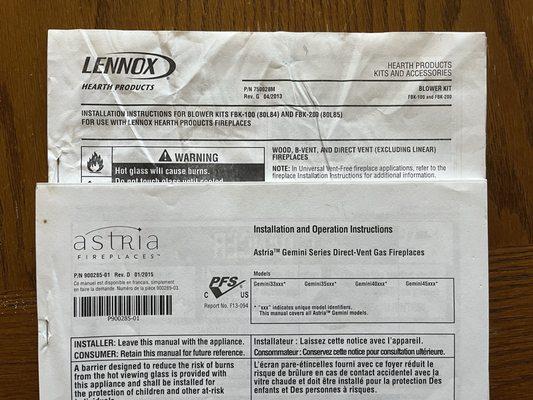 LENNOX
HEARTH PRODUCTS
HEARTH PRODUCTS
KITS AND ACCESSORIES
P/N 750028M
Rev. G 04/2013
BLOWER KIT
FBK-100 and FBK-200
INSTALLATION INSTRUCTIONS FOR BLOWER KITS FBK-100 (80L84) AND FBK-200 (80L85)
FOR USE WITH LENNOX HEARTH PRODUCTS FIREPLACES
WARNING
Hot glass will cause burns.
Do not touch glass until cooled.
WOOD, B-VENT, AND DIRECT VENT (EXCLUDING LINEAR)
FIREPLACES
NOTE: In Universal Vent-Free fireplace applications, refer to the
fireplace Installation Instructions for additional information.
astria
FIREPLACES™
P/N 900285-01 Rev. D 01/2015
Ce manuel est disponible en francais, simplement
en faire la demande. Numéro de la pièce 900285-03
P900285-01
PFS
C US
Report No. F13-094
Installation and Operation Instructions
Astria™ Gemini Series Direct-Vent Gas Fireplaces
Models
Gemini33xxx* Gemini35xxx* Gemini40xxx* Gemini45xxx*
* "xxx" indicates unique model identifiers.
This manual covers all Astria™ Gemini models.
INSTALLER: Leave this manual with the appliance.
CONSUMER: Retain this manual for future reference.
Installateur : Laissez cette notice avec l'appareil.
Consommateur : Conservez cette notice pour consultation ultérieure.
A barrier designed to reduce the risk of burns
from the hot viewing glass is provided with
this appliance and shall be installed for
the protection of children and other at-risk
individuals.
L'écran pare-étincelles fourni avec ce foyer réduit le
risque de brûlure en cas de contact accidentel avec la
vitre chaude et doit être installé pour la protection Des
enfants et Des personnes à risques.